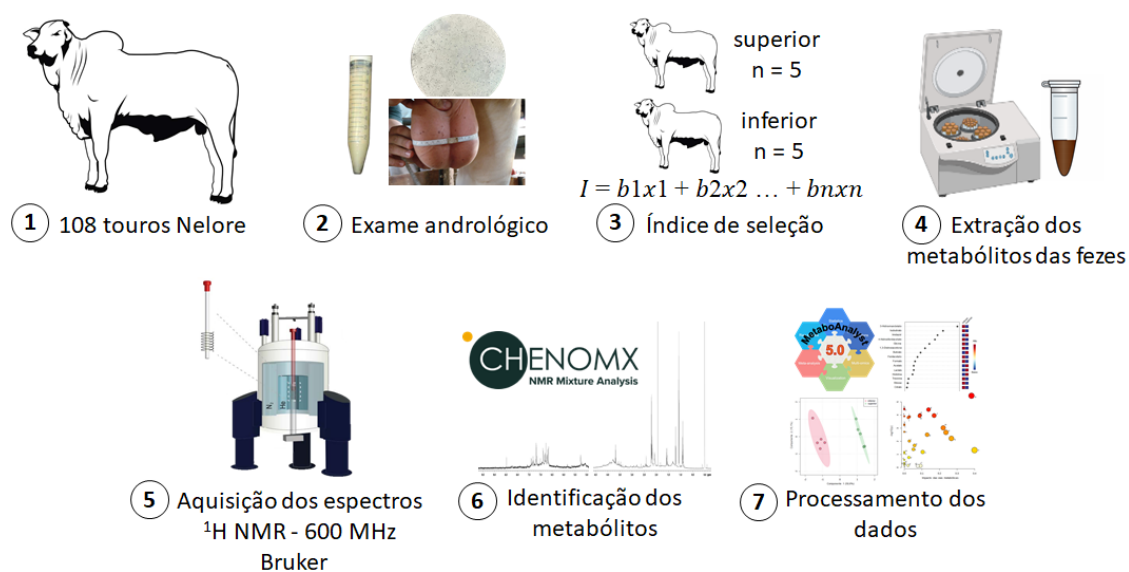 superior
n = 5
inferior
n = 5
I = b1x1 + b2x2 … + bnxn
1 108 touros Nelore
2 Exame andrológico
3 Índice de seleção
4 Extração dos
metabólitos das fezes
N₂
He
CHENOMX
NMR Mixture Analysis
MetaboAnalyst
5.0
5 Aquisição dos espectros
¹H NMR - 600 MHz
Bruker
6 Identificação dos
metabólitos
7 Processamento dos
dados